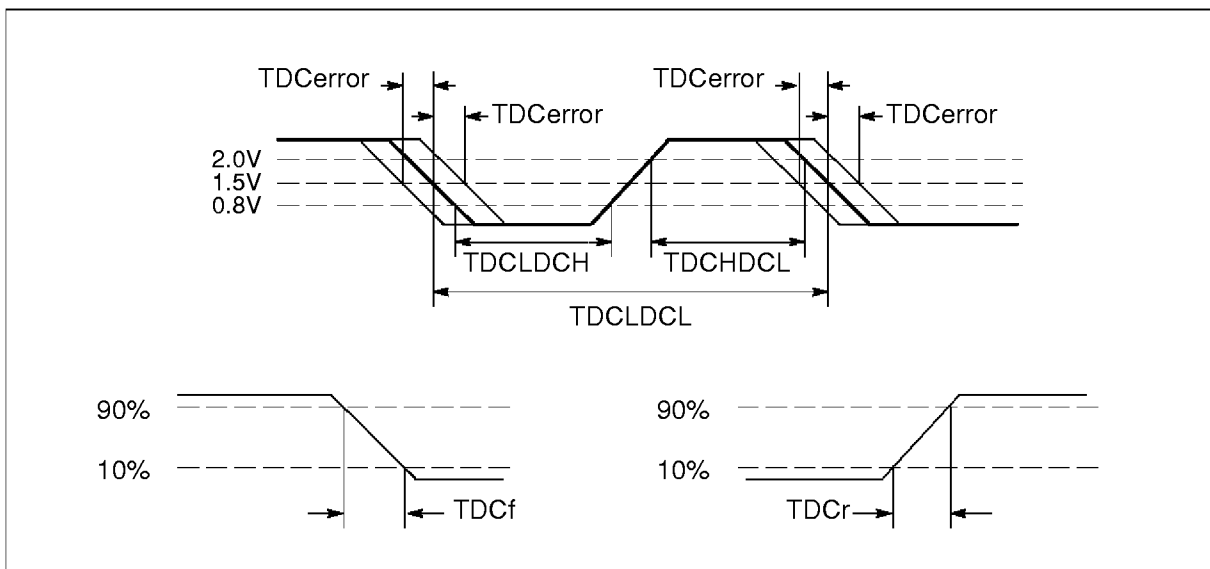 TDCerror
TDCerror
TDCerror
TDCerror
2.0V
1.5V
0.8V
TDCLDCH
TDCHDCL
TDCLDCL
90%
10%
TDCf
90%
10%
TDCr